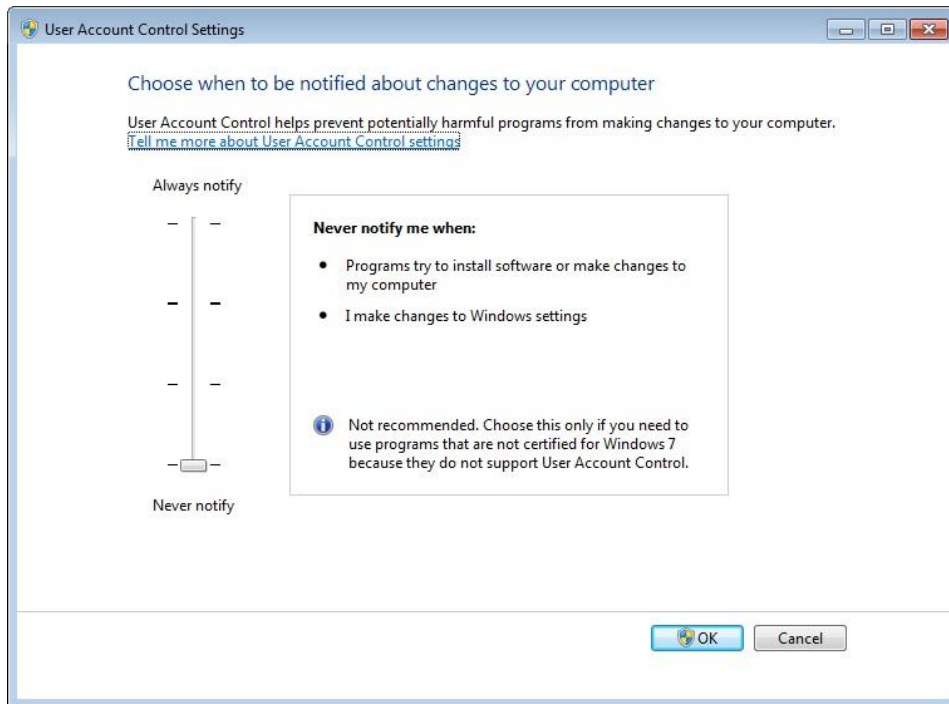 User Account Control Settings
Choose when to be notified about changes to your computer
User Account Control helps prevent potentially harmful programs from making changes to your computer.
Tell me more about User Account Control settings
Always notify
Never notify me when:
• Programs try to install software or make changes to
my computer
• I make changes to Windows settings
Not recommended. Choose this only if you need to
use programs that are not certified for Windows 7
because they do not support User Account Control.
Never notify
OK
Cancel